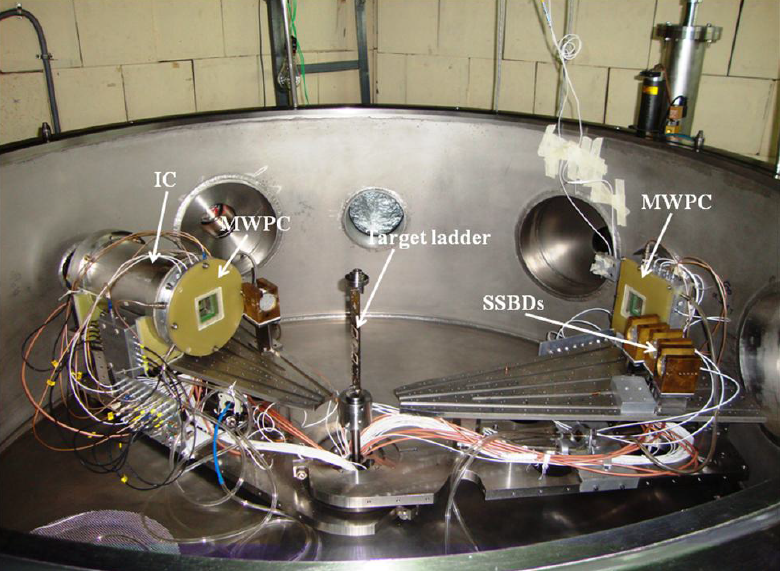 IC
MWPC
Target ladder
MWPC
SSBDs